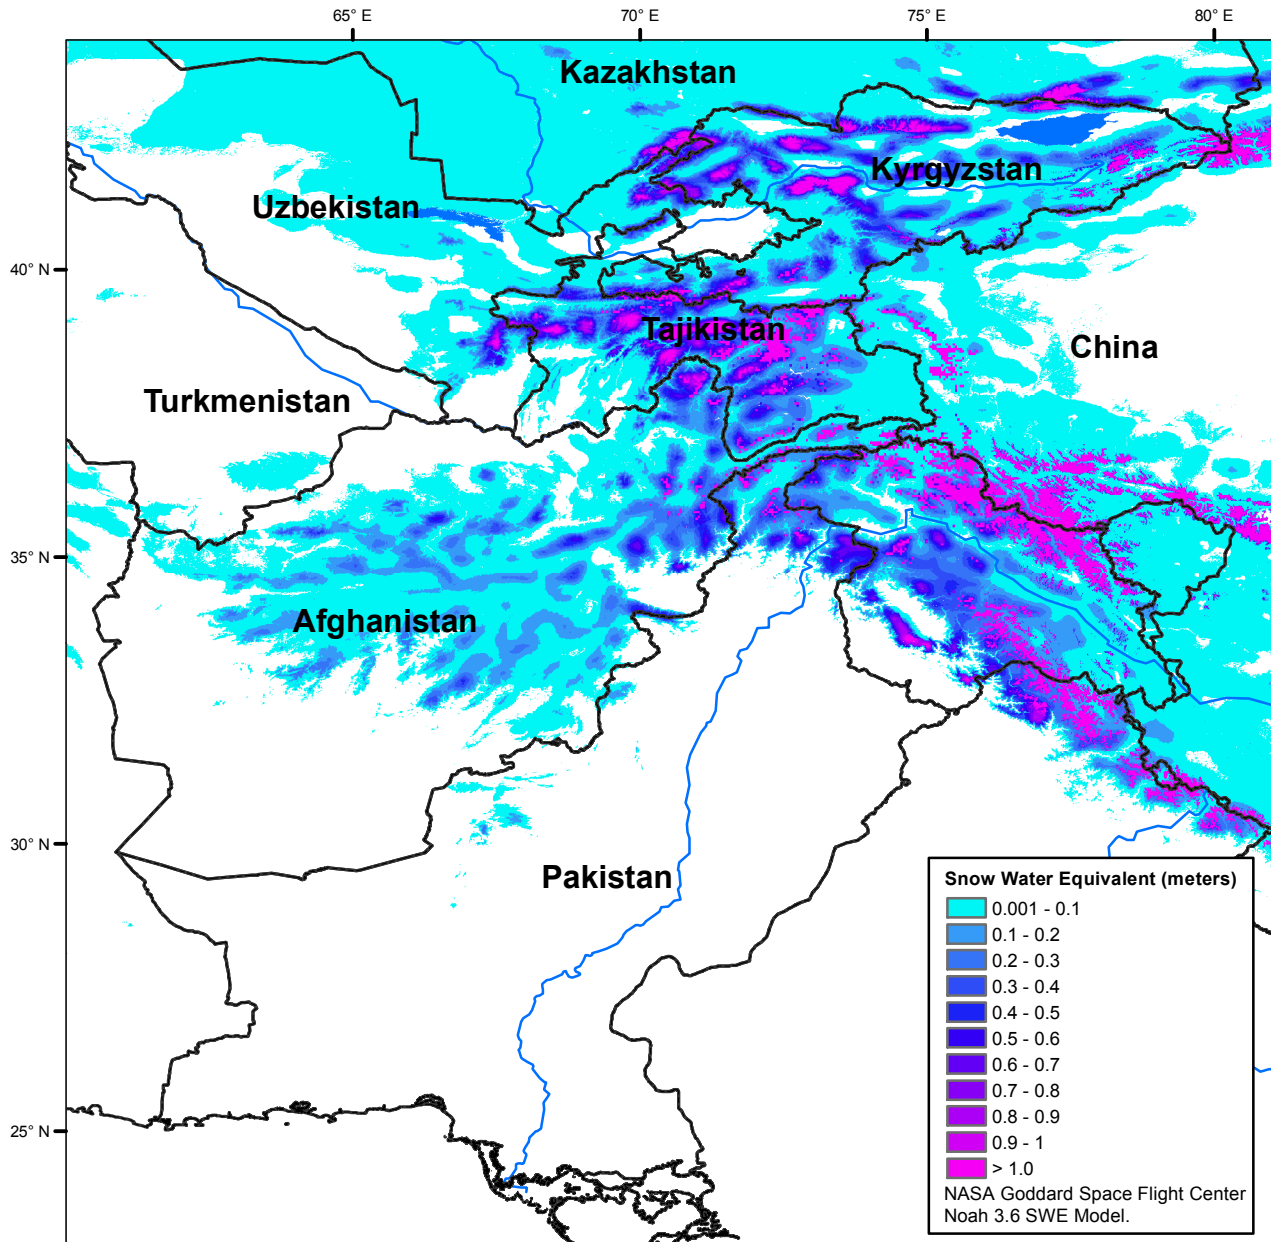 65° E
70° E
75° E
80° E
Kazakhstan
Kyrgyzstan
Uzbekistan
40° N
Tajikistan
China
Turkmenistan
35° N
Afghanistan
30° N
Pakistan
25° N
Snow Water Equivalent (meters)
0.001 - 0.1
0.1 - 0.2
0.2 - 0.3
0.3 - 0.4
0.4 - 0.5
0.5 - 0.6
0.6 - 0.7
0.7 - 0.8
0.8 - 0.9
0.9 - 1
> 1.0
NASA Goddard Space Flight Center
Noah 3.6 SWE Model.